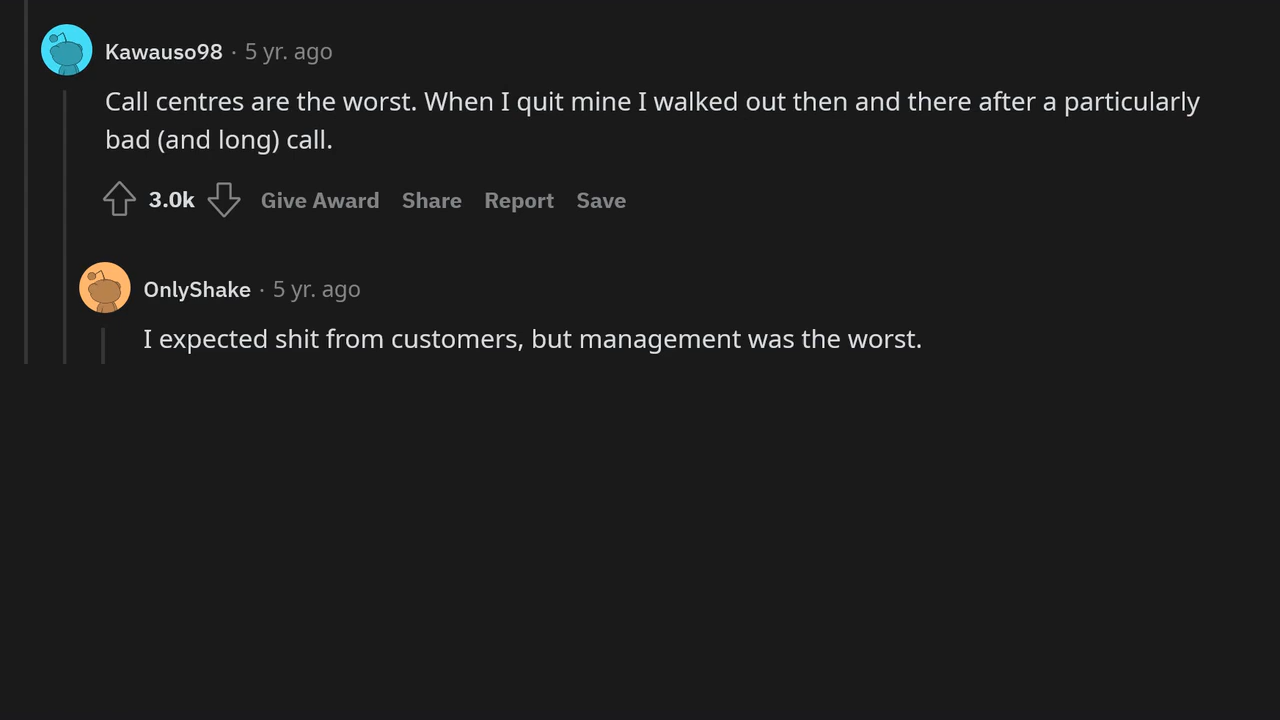 Kawauso98 · 5 yr. ago
Call centres are the worst. When I quit mine I walked out then and there after a particularly
bad (and long) call.
3.0k Give Award Share Report Save
OnlyShake · 5 yr. ago
I expected shit from customers, but management was the worst.